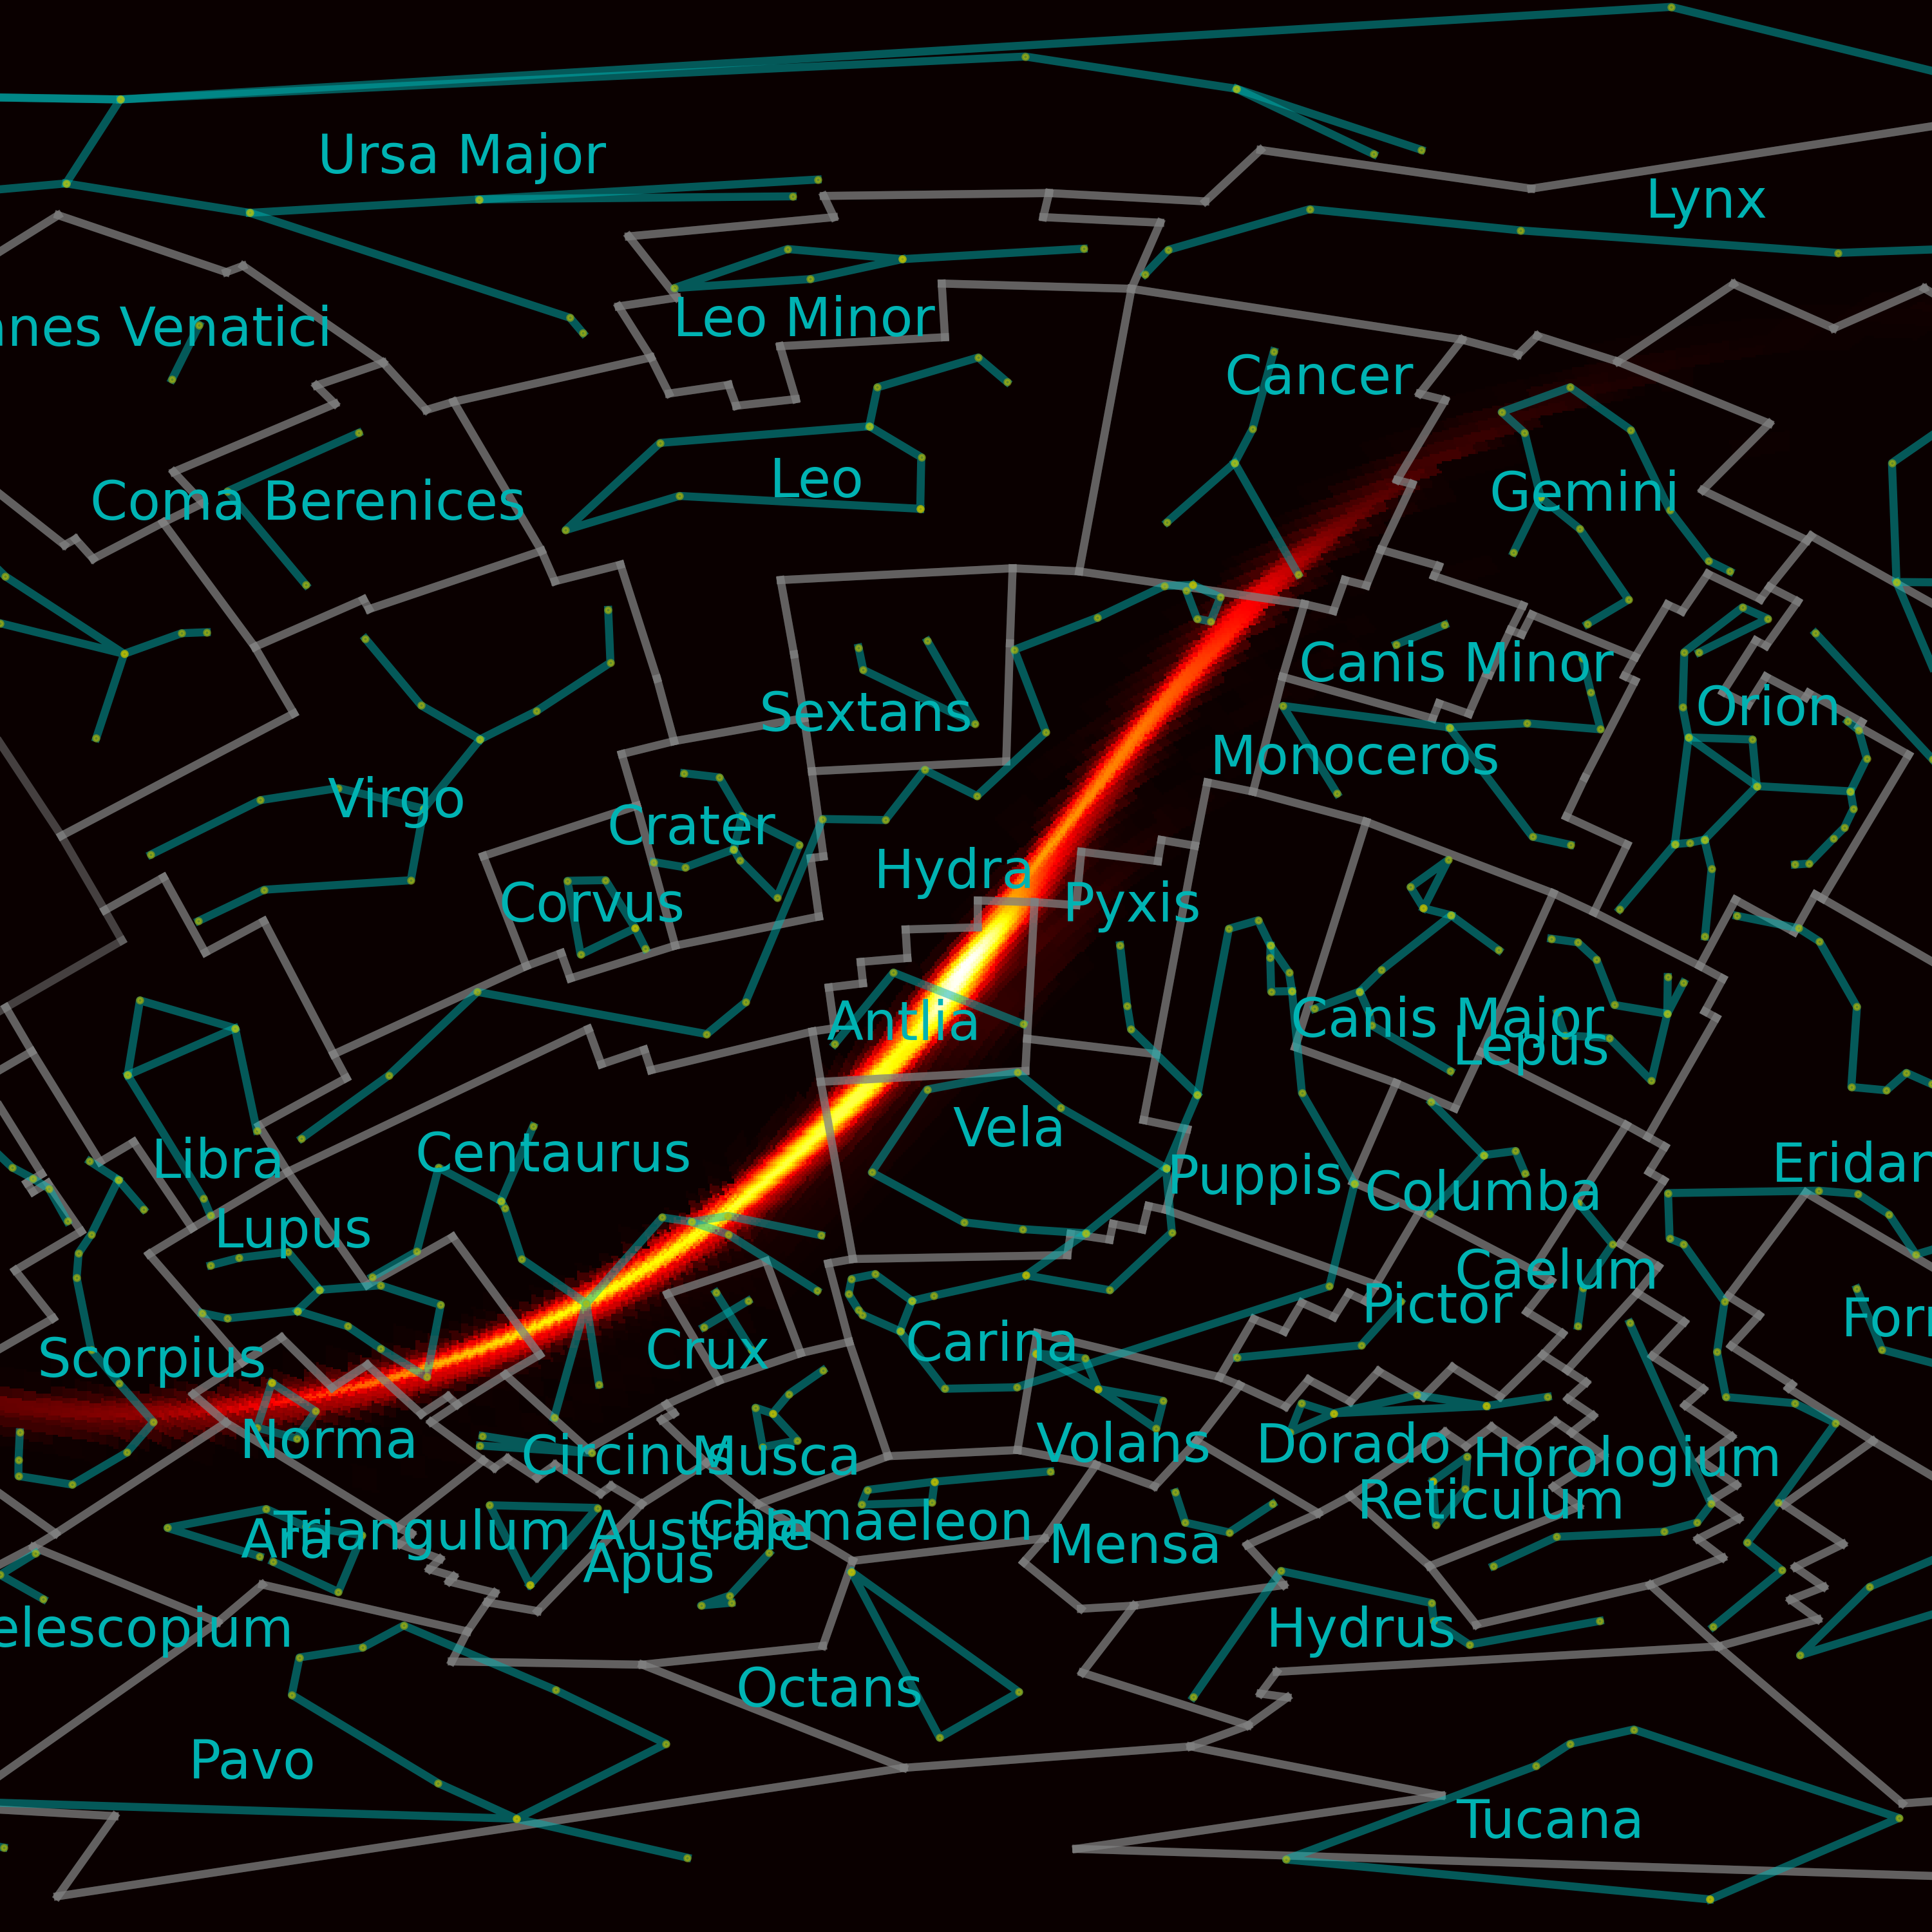 Ursa Major
Lynx
nes Venatici
Leo Minor
Cancer
Coma Berenices
Leo
Gemini
Canis Minor
Sextans
Orion
Monoceros
Virgo
Crater
Hydra
Corvus
Pyxis
Antlia
Canis Major
Lepus
Vela
Centaurus
Libra
Puppis
Eridan
Columba
Lupus
Caelum
Pictor
Forn
Carina
Crux
Scorpius
Norma
Circinus
Musca
Volans
Dorado
Horologium
Reticulum
Chamaeleon
Triangulum Australe
Ara
Mensa
Apus
elescopium
Hydrus
Octans
Pavo
Tucana